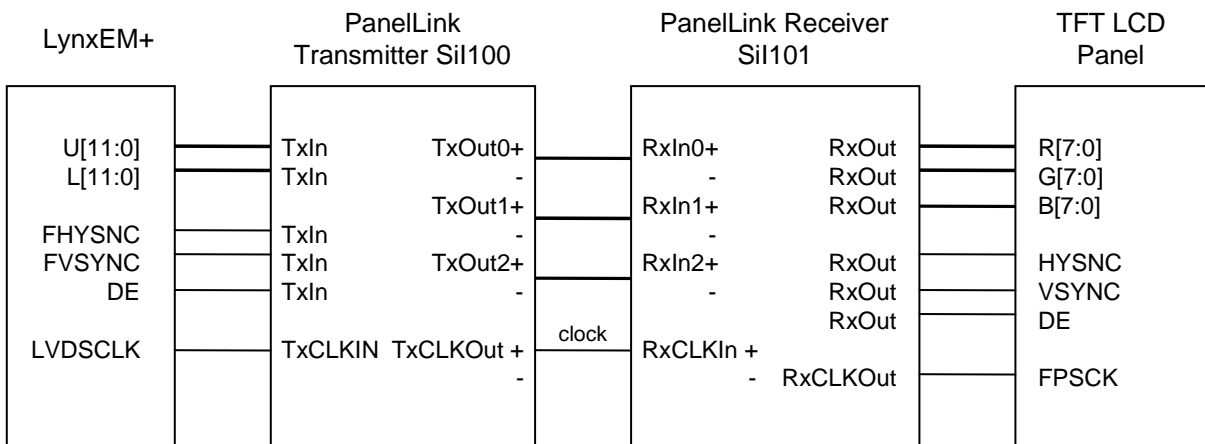 LynxEM+
PanelLink
Transmitter SiI100
PanelLink Receiver
SiI101
TFT LCD
Panel
U[11:0]
L[11:0]
FHYSNC
FVSYNC
DE
LVDSCLK
TxIn
TxIn
TxIn
TxIn
TxIn
TxCLKIN
TxOut0+
-
TxOut1+
-
TxOut2+
-
TxCLKOut +
-
clock
RxIn0+
-
RxIn1+
-
RxIn2+
-
RxCLKIn +
-
RxOut
RxOut
RxOut
RxOut
RxOut
RxOut
RxCLKOut
R[7:0]
G[7:0]
B[7:0]
HYSNC
VSYNC
DE
FPSCK